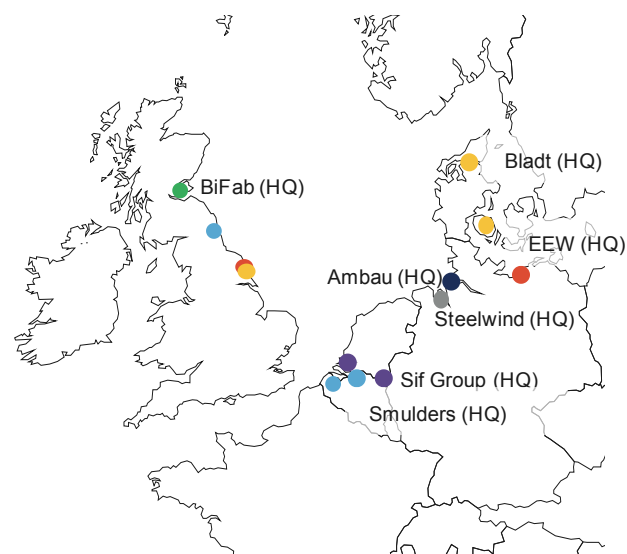 Bladt (HQ)
BiFab (HQ)
EEW (HQ)
Ambau (HQ)
Steelwind (HQ)
Sif Group (HQ)
Smulders (HQ)